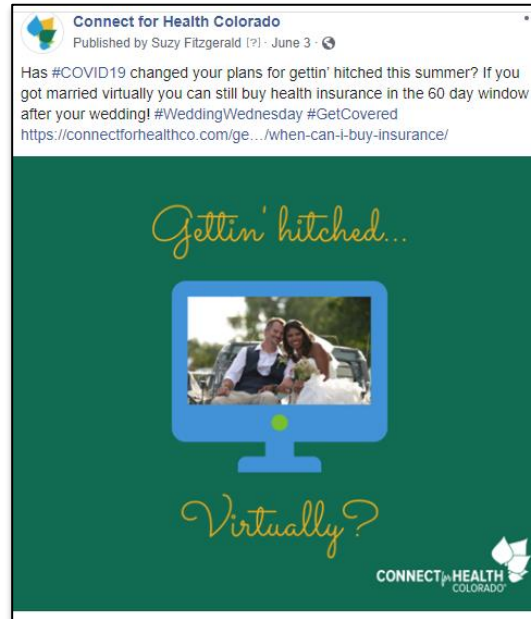 Connect for Health Colorado
Published by Suzy Fitzgerald [?] · June 3 ·
Has #COVID19 changed your plans for gettin' hitched this summer? If you
got married virtually you can still buy health insurance in the 60 day window
after your wedding! #WeddingWednesday #GetCovered
https://connectforhealthco.com/ge…/when-can-i-buy-insurance/
Gettin' hitched...
Virtually?
CONNECT for HEALTH
COLORADO